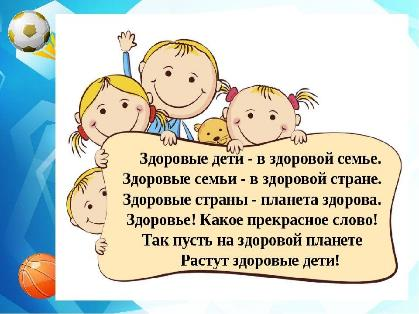 Здоровые дети - в здоровой семье.
Здоровые семьи - в здоровой стране.
Здоровые страны - планета здорова.
Здоровье! Какое прекрасное слово!
Так пусть на здоровой планете
Растут здоровые дети!